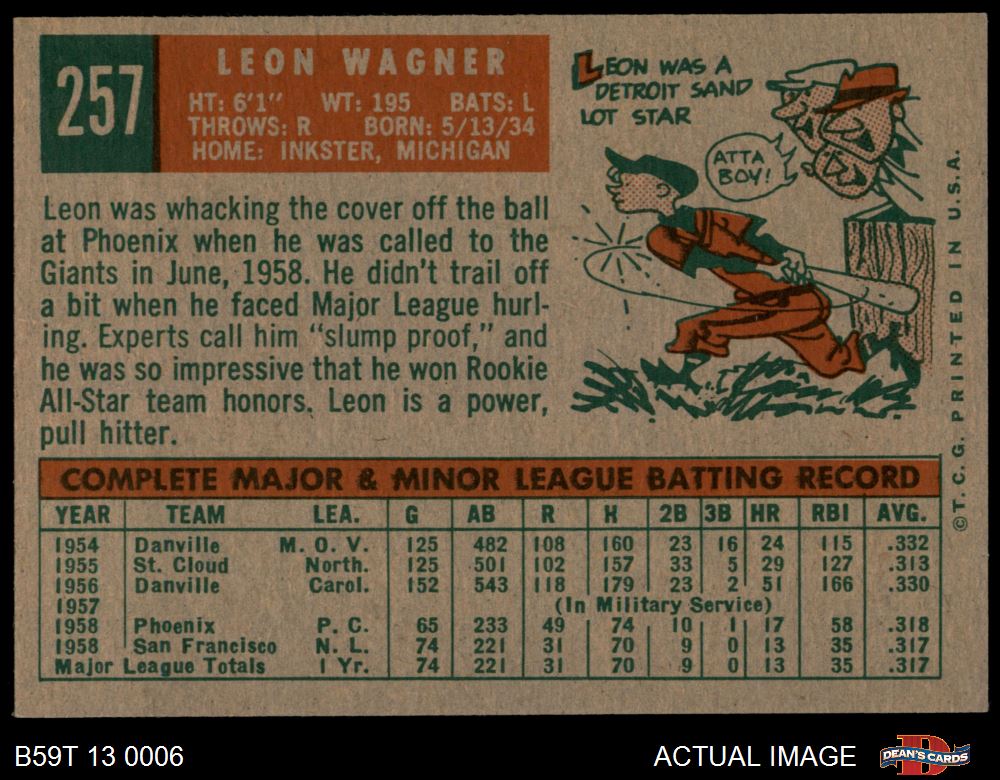 257
LEON WAGNER
HT: 6'1" WT: 195 BATS: L
THROWS: R BORN: 5/13/34
HOME: INKSTER, MICHIGAN
LEON WAS A
DETROIT SAND
LOT STAR
ATTA
BOY!
Leon was whacking the cover off the ball
at Phoenix when he was called to the
Giants in June, 1958. He didn't trail off
a bit when he faced Major League hurl-
ing. Experts call him "slump proof," and
he was so impressive that he won Rookie
All-Star team honors. Leon is a power,
pull hitter.
COMPLETE MAJOR & MINOR LEAGUE BATTING RECORD
YEAR TEAM LEA. G AB R H 2B 3B HR RBI AVG.
1954 Danville M. O. V. 125 482 108 160 23 16 24 115 .332
1955 St. Cloud North. 125 501 102 157 33 5 29 127 .313
1956 Danville Carol. 152 543 118 179 23 2 51 166 .330
1957 (In Military Service)
1958 Phoenix P. C. 65 233 49 74 10 1 17 58 .318
1958 San Francisco N. L. 74 221 31 70 9 0 13 35 .317
Major League Totals 1 Yr. 74 221 31 70 9 0 13 35 .317
© T. C. G. PRINTED IN U.S.A.
B59T 13 0006
ACTUAL IMAGE
D
DEAN'S CARDS